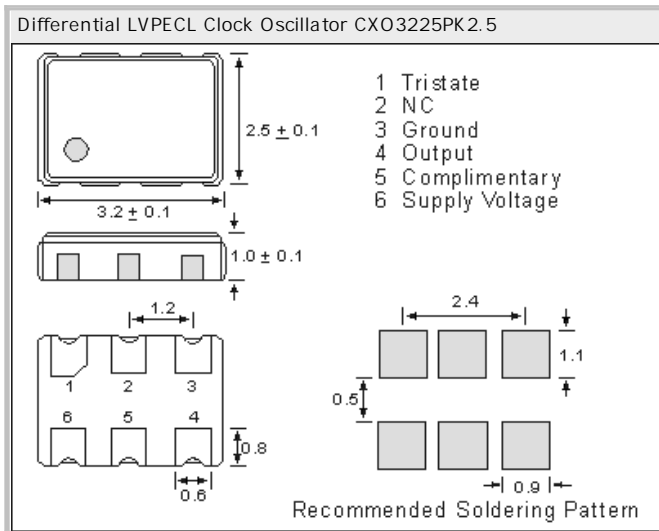 Differential LVPECL Clock Oscillator CXO3225PK2.5
1 Tristate
2 NC
3 Ground
4 Output
5 Complimentary
6 Supply Voltage
2.5 ± 0.1
3.2 ± 0.1
1.0 ± 0.1
1.2
1 2 3
6 5 4
0.8
0.6
2.4
1.1
0.5
0.9
Recommended Soldering Pattern